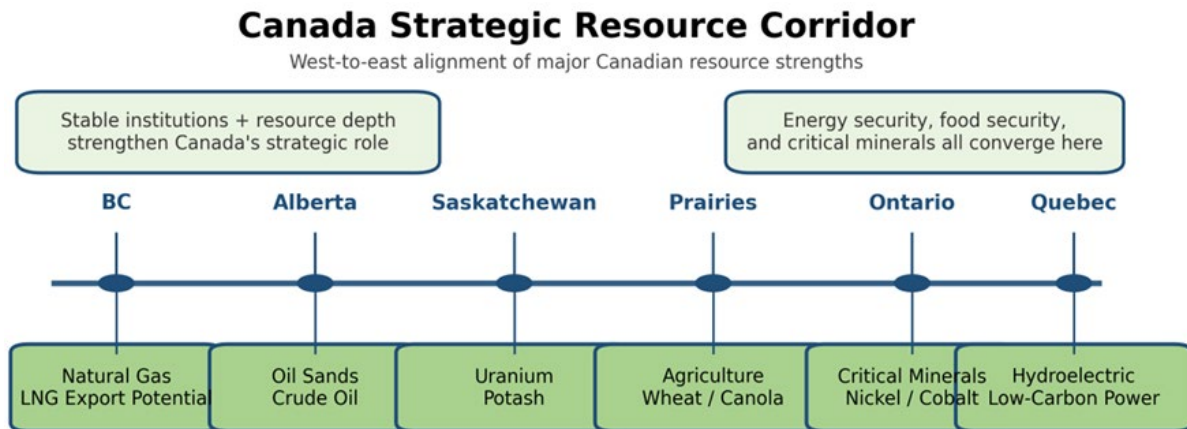 Canada Strategic Resource Corridor
West-to-east alignment of major Canadian resource strengths
Stable institutions + resource depth
strengthen Canada's strategic role
Energy security, food security,
and critical minerals all converge here
BC
Alberta
Saskatchewan
Prairies
Ontario
Quebec
Natural Gas
LNG Export Potential
Oil Sands
Crude Oil
Uranium
Potash
Agriculture
Wheat / Canola
Critical Minerals
Nickel / Cobalt
Hydroelectric
Low-Carbon Power